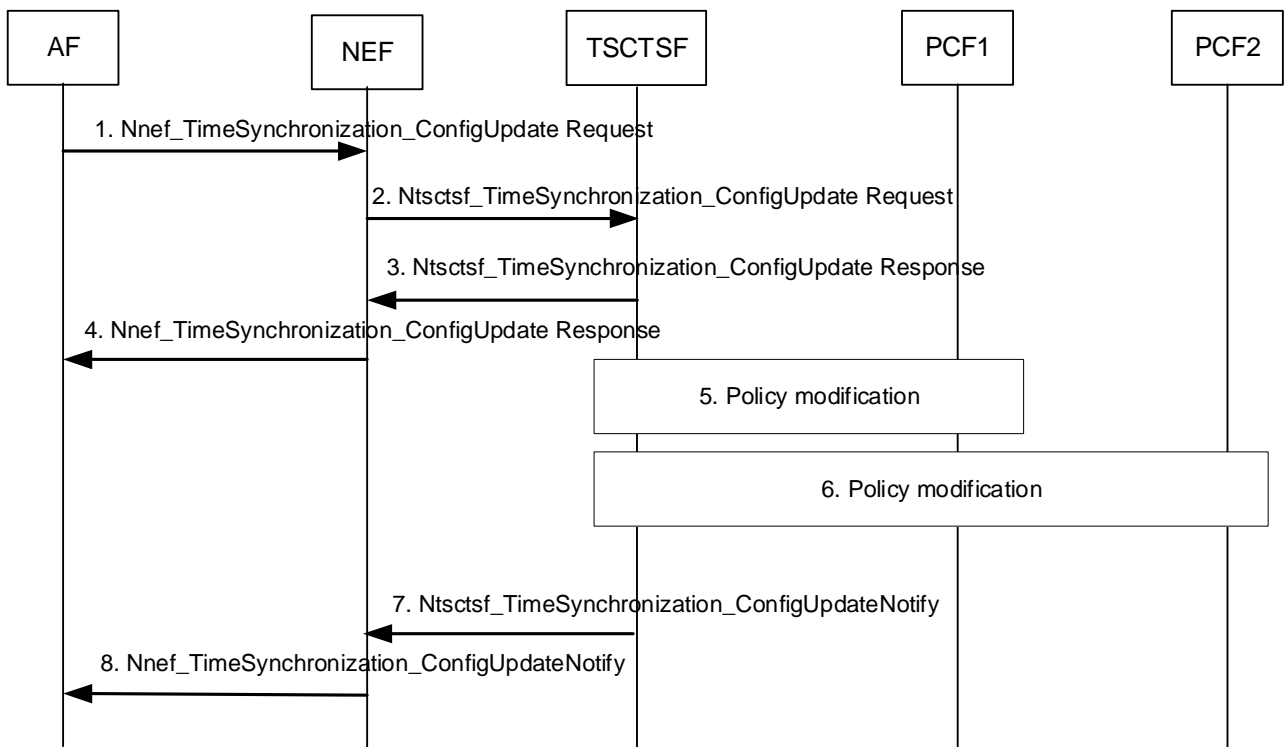 AF
NEF
TSCTSF
PCF1
PCF2
1. Nnef_TimeSynchronization_ConfigUpdate Request
2. Ntsctsf_TimeSynchronization_ConfigUpdate Request
3. Ntsctsf_TimeSynchronization_ConfigUpdate Response
4. Nnef_TimeSynchronization_ConfigUpdate Response
5. Policy modification
6. Policy modification
7. Ntsctsf_TimeSynchronization_ConfigUpdateNotify
8. Nnef_TimeSynchronization_ConfigUpdateNotify